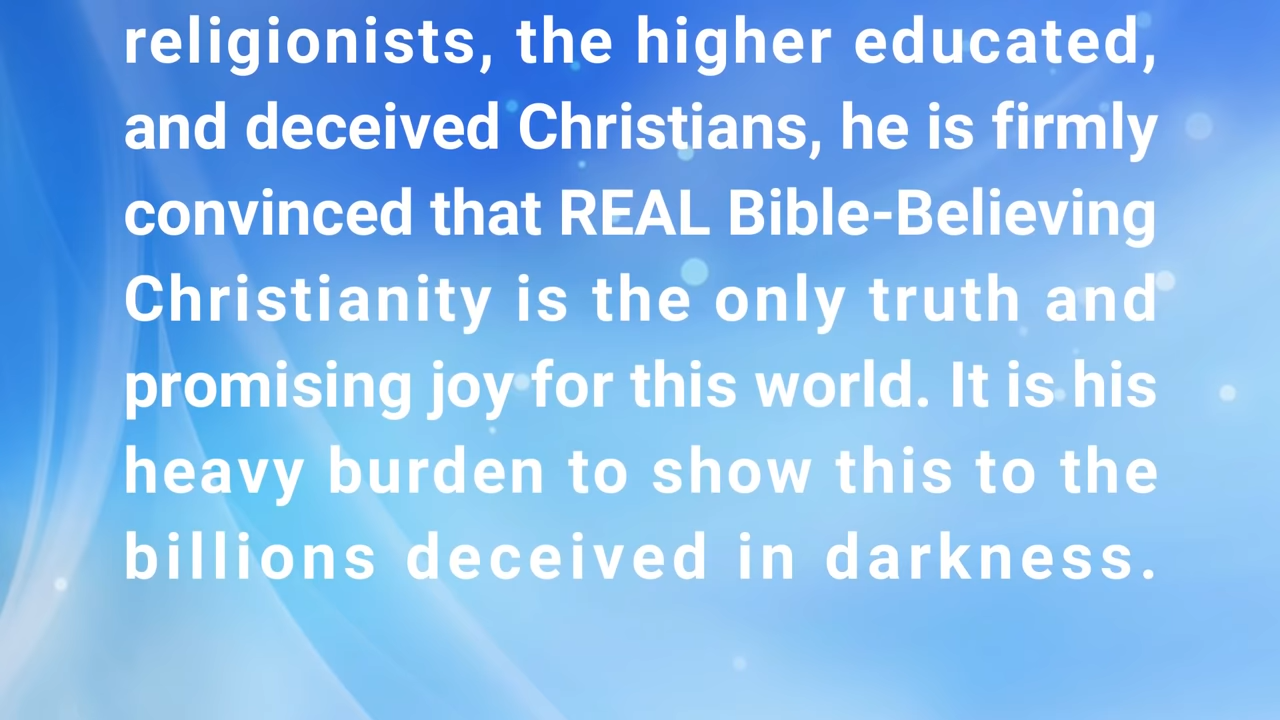 religionists, the higher educated,
and deceived Christians, he is firmly
convinced that REAL Bible-Believing
Christianity is the only truth and
promising joy for this world. It is his
heavy burden to show this to the
billions deceived in darkness.